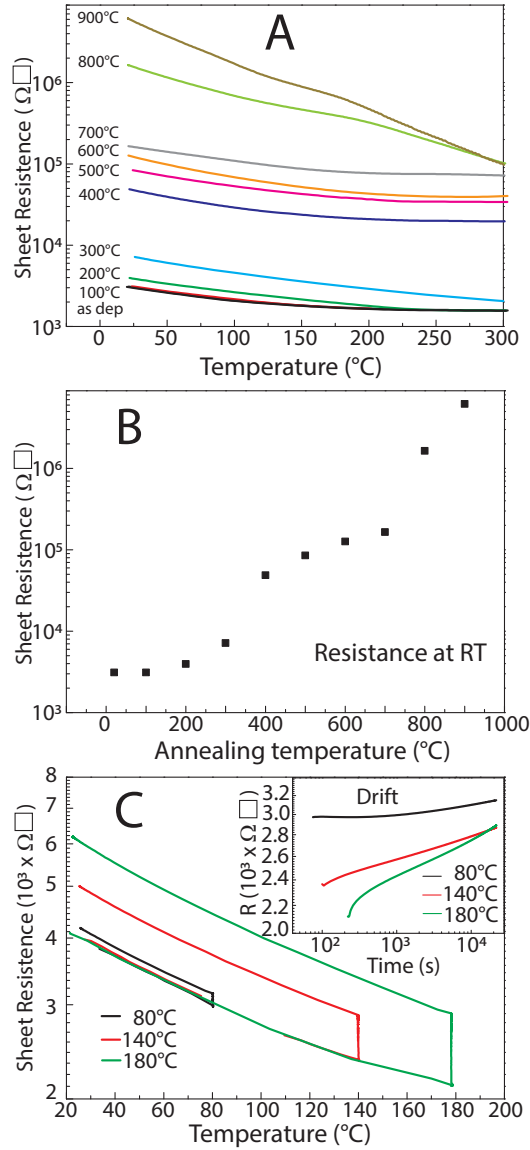 A
Sheet Resistence ( Ω□)
900°C
800°C
700°C
600°C
500°C
400°C
300°C
200°C
100°C
as dep
10⁶
10⁵
10⁴
10³
0 50 100 150 200 250 300
Temperature (°C)
B
Sheet Resistence ( Ω□)
10⁶
10⁵
10⁴
10³
Resistance at RT
0 200 400 600 800 1000
Annealing temperature (°C)
C
Sheet Resistence (10³ x Ω□)
8
7
6
5
4
3
2
80°C
140°C
180°C
20 40 60 80 100 120 140 160 180 200
Temperature (°C)
Drift
R (10³ x Ω□)
3.2
3.0
2.8
2.6
2.4
2.2
2.0
80°C
140°C
180°C
10² 10³ 10⁴
Time (s)